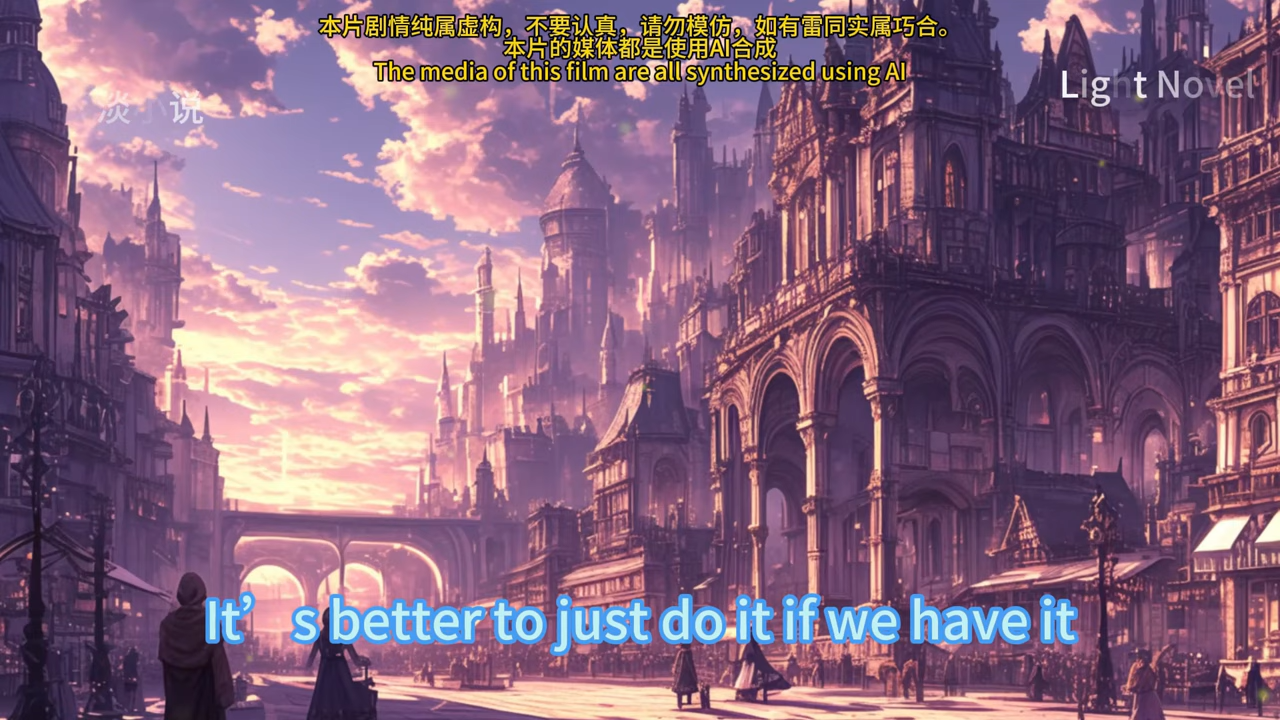 本片剧情纯属虚构，不要认真，请勿模仿，如有雷同实属巧合。
本片的媒体都是使用AI合成
The media of this film are all synthesized using AI
Light Novel
淡小说
It’s better to just do it if we have it